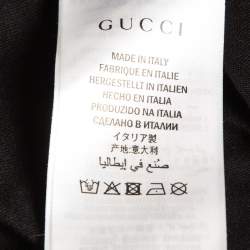 GUCCI
MADE IN ITALY
FABRIQUE EN ITALIE
HERGESTELLT IN ITALIEN
HECHO EN ITALIA
PRODUZIDO NA ITALIA
СДЕЛАНО В ИТАЛИИ
イタリア製
产地:意大利
صنع في إيطاليا